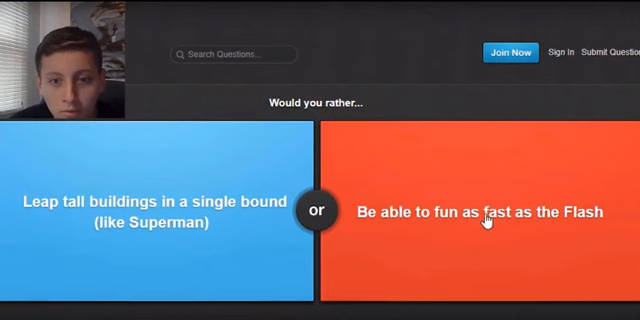 Search Questions...
Join Now
Sign In
Submit Question
Would you rather...
Leap tall buildings in a single bound
(like Superman)
or
Be able to fun as fast as the Flash